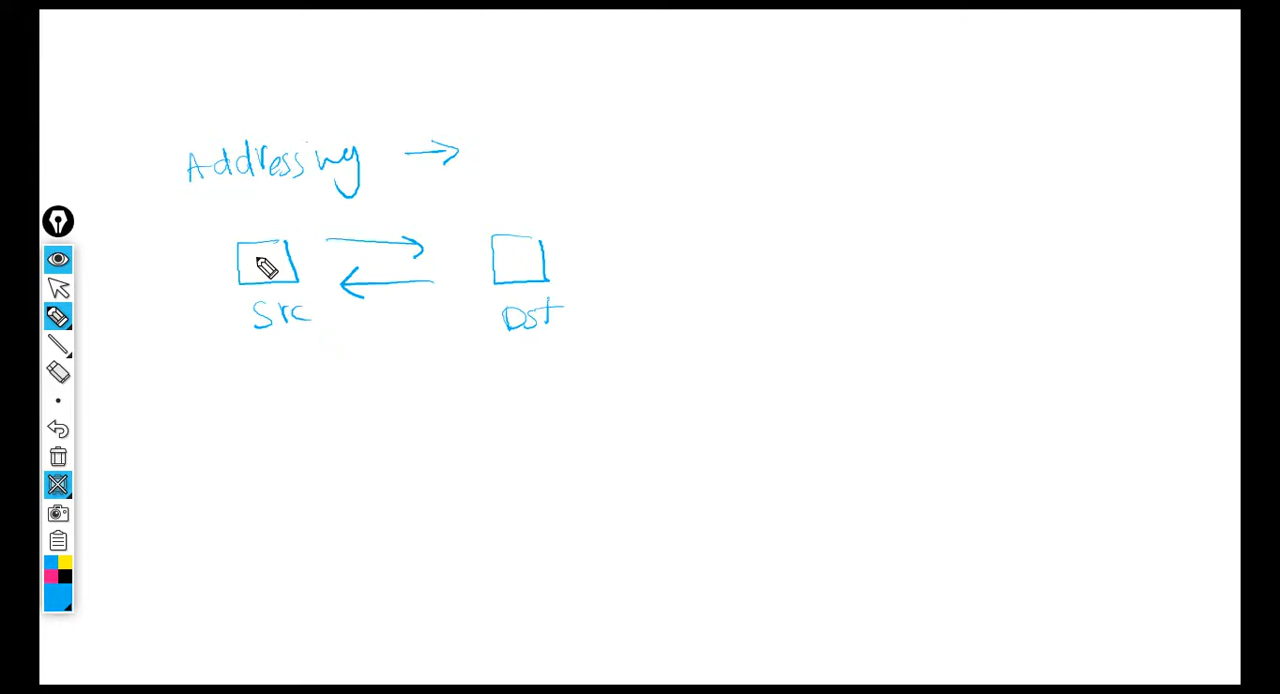 Addressing →
Src Dst